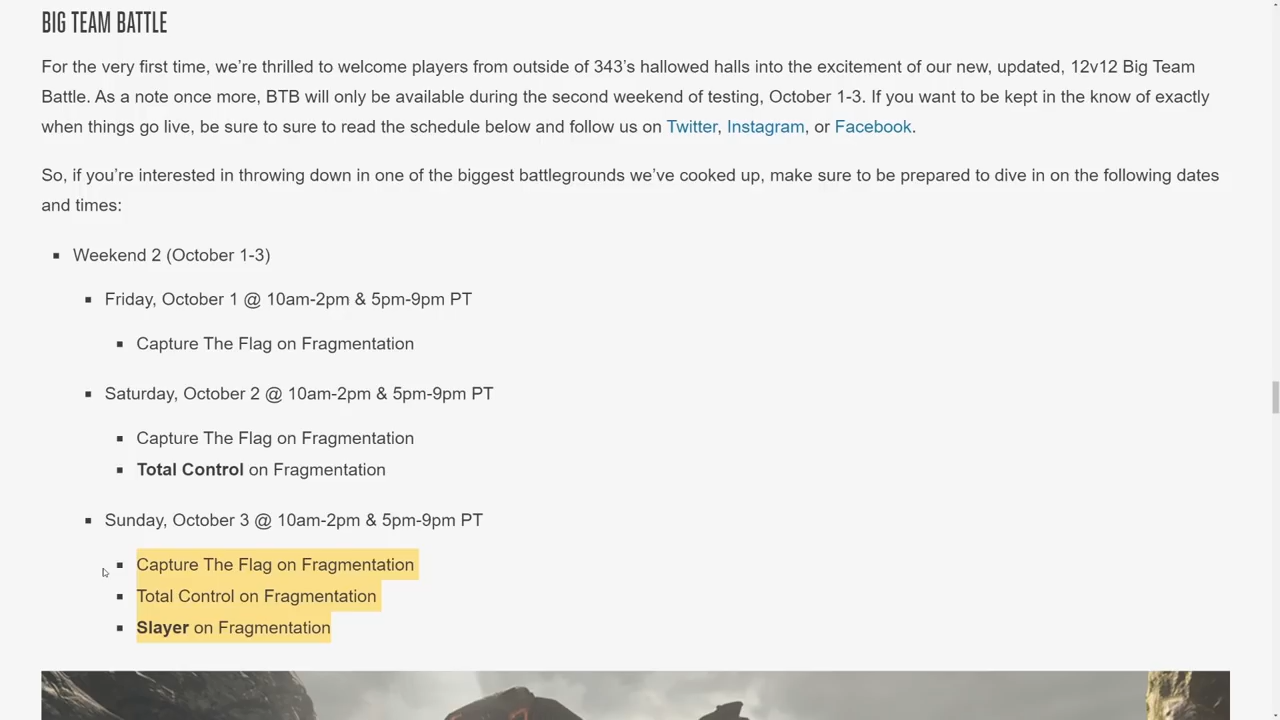 BIG TEAM BATTLE
For the very first time, we’re thrilled to welcome players from outside of 343’s hallowed halls into the excitement of our new, updated, 12v12 Big Team
Battle. As a note once more, BTB will only be available during the second weekend of testing, October 1-3. If you want to be kept in the know of exactly
when things go live, be sure to sure to read the schedule below and follow us on Twitter, Instagram, or Facebook.
So, if you’re interested in throwing down in one of the biggest battlegrounds we’ve cooked up, make sure to be prepared to dive in on the following dates
and times:
Weekend 2 (October 1-3)
Friday, October 1 @ 10am-2pm & 5pm-9pm PT
Capture The Flag on Fragmentation
Saturday, October 2 @ 10am-2pm & 5pm-9pm PT
Capture The Flag on Fragmentation
Total Control on Fragmentation
Sunday, October 3 @ 10am-2pm & 5pm-9pm PT
Capture The Flag on Fragmentation
Total Control on Fragmentation
Slayer on Fragmentation